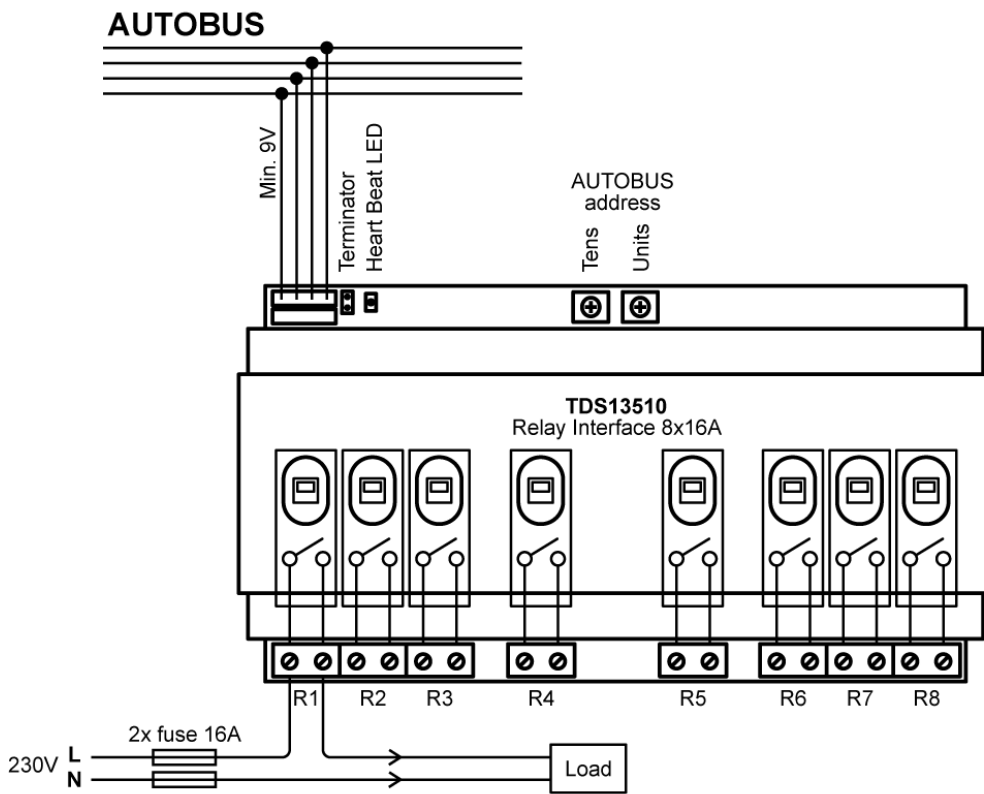 AUTOBUS
Min. 9V
Terminator
Heart Beat LED
AUTOBUS
address
Tens
Units
TDS13510
Relay Interface 8x16A
R1 R2 R3 R4 R5 R6 R7 R8
2x fuse 16A
230V L
N
Load